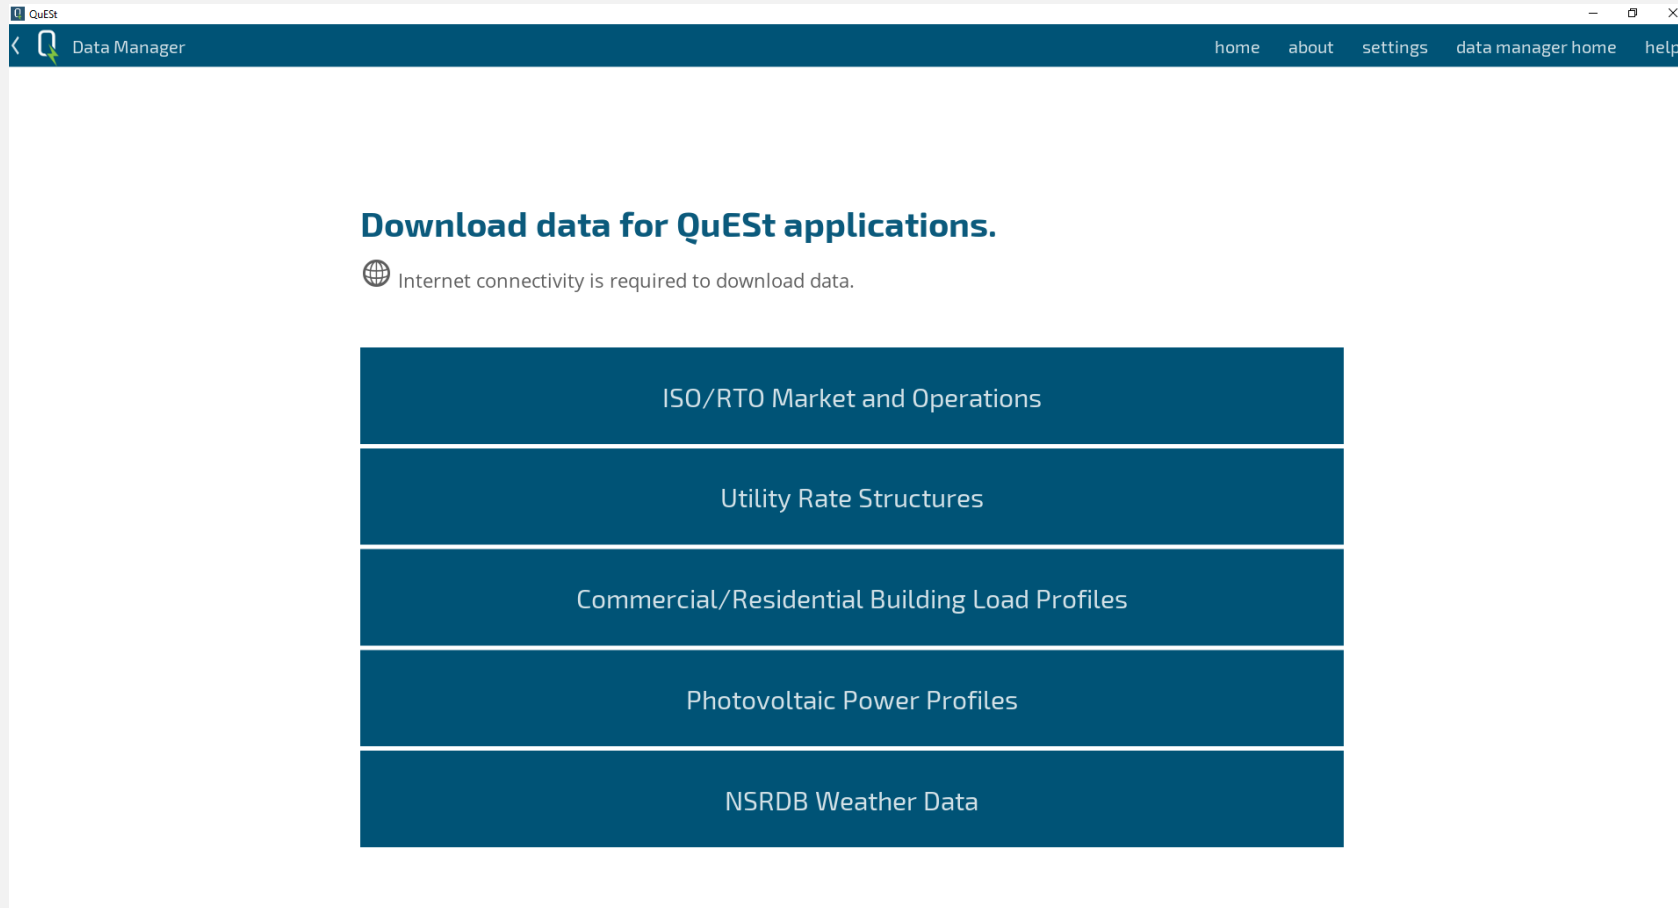 QuESt
Data Manager home about settings data manager home help
Download data for QuESt applications.
Internet connectivity is required to download data.
ISO/RTO Market and Operations
Utility Rate Structures
Commercial/Residential Building Load Profiles
Photovoltaic Power Profiles
NSRDB Weather Data